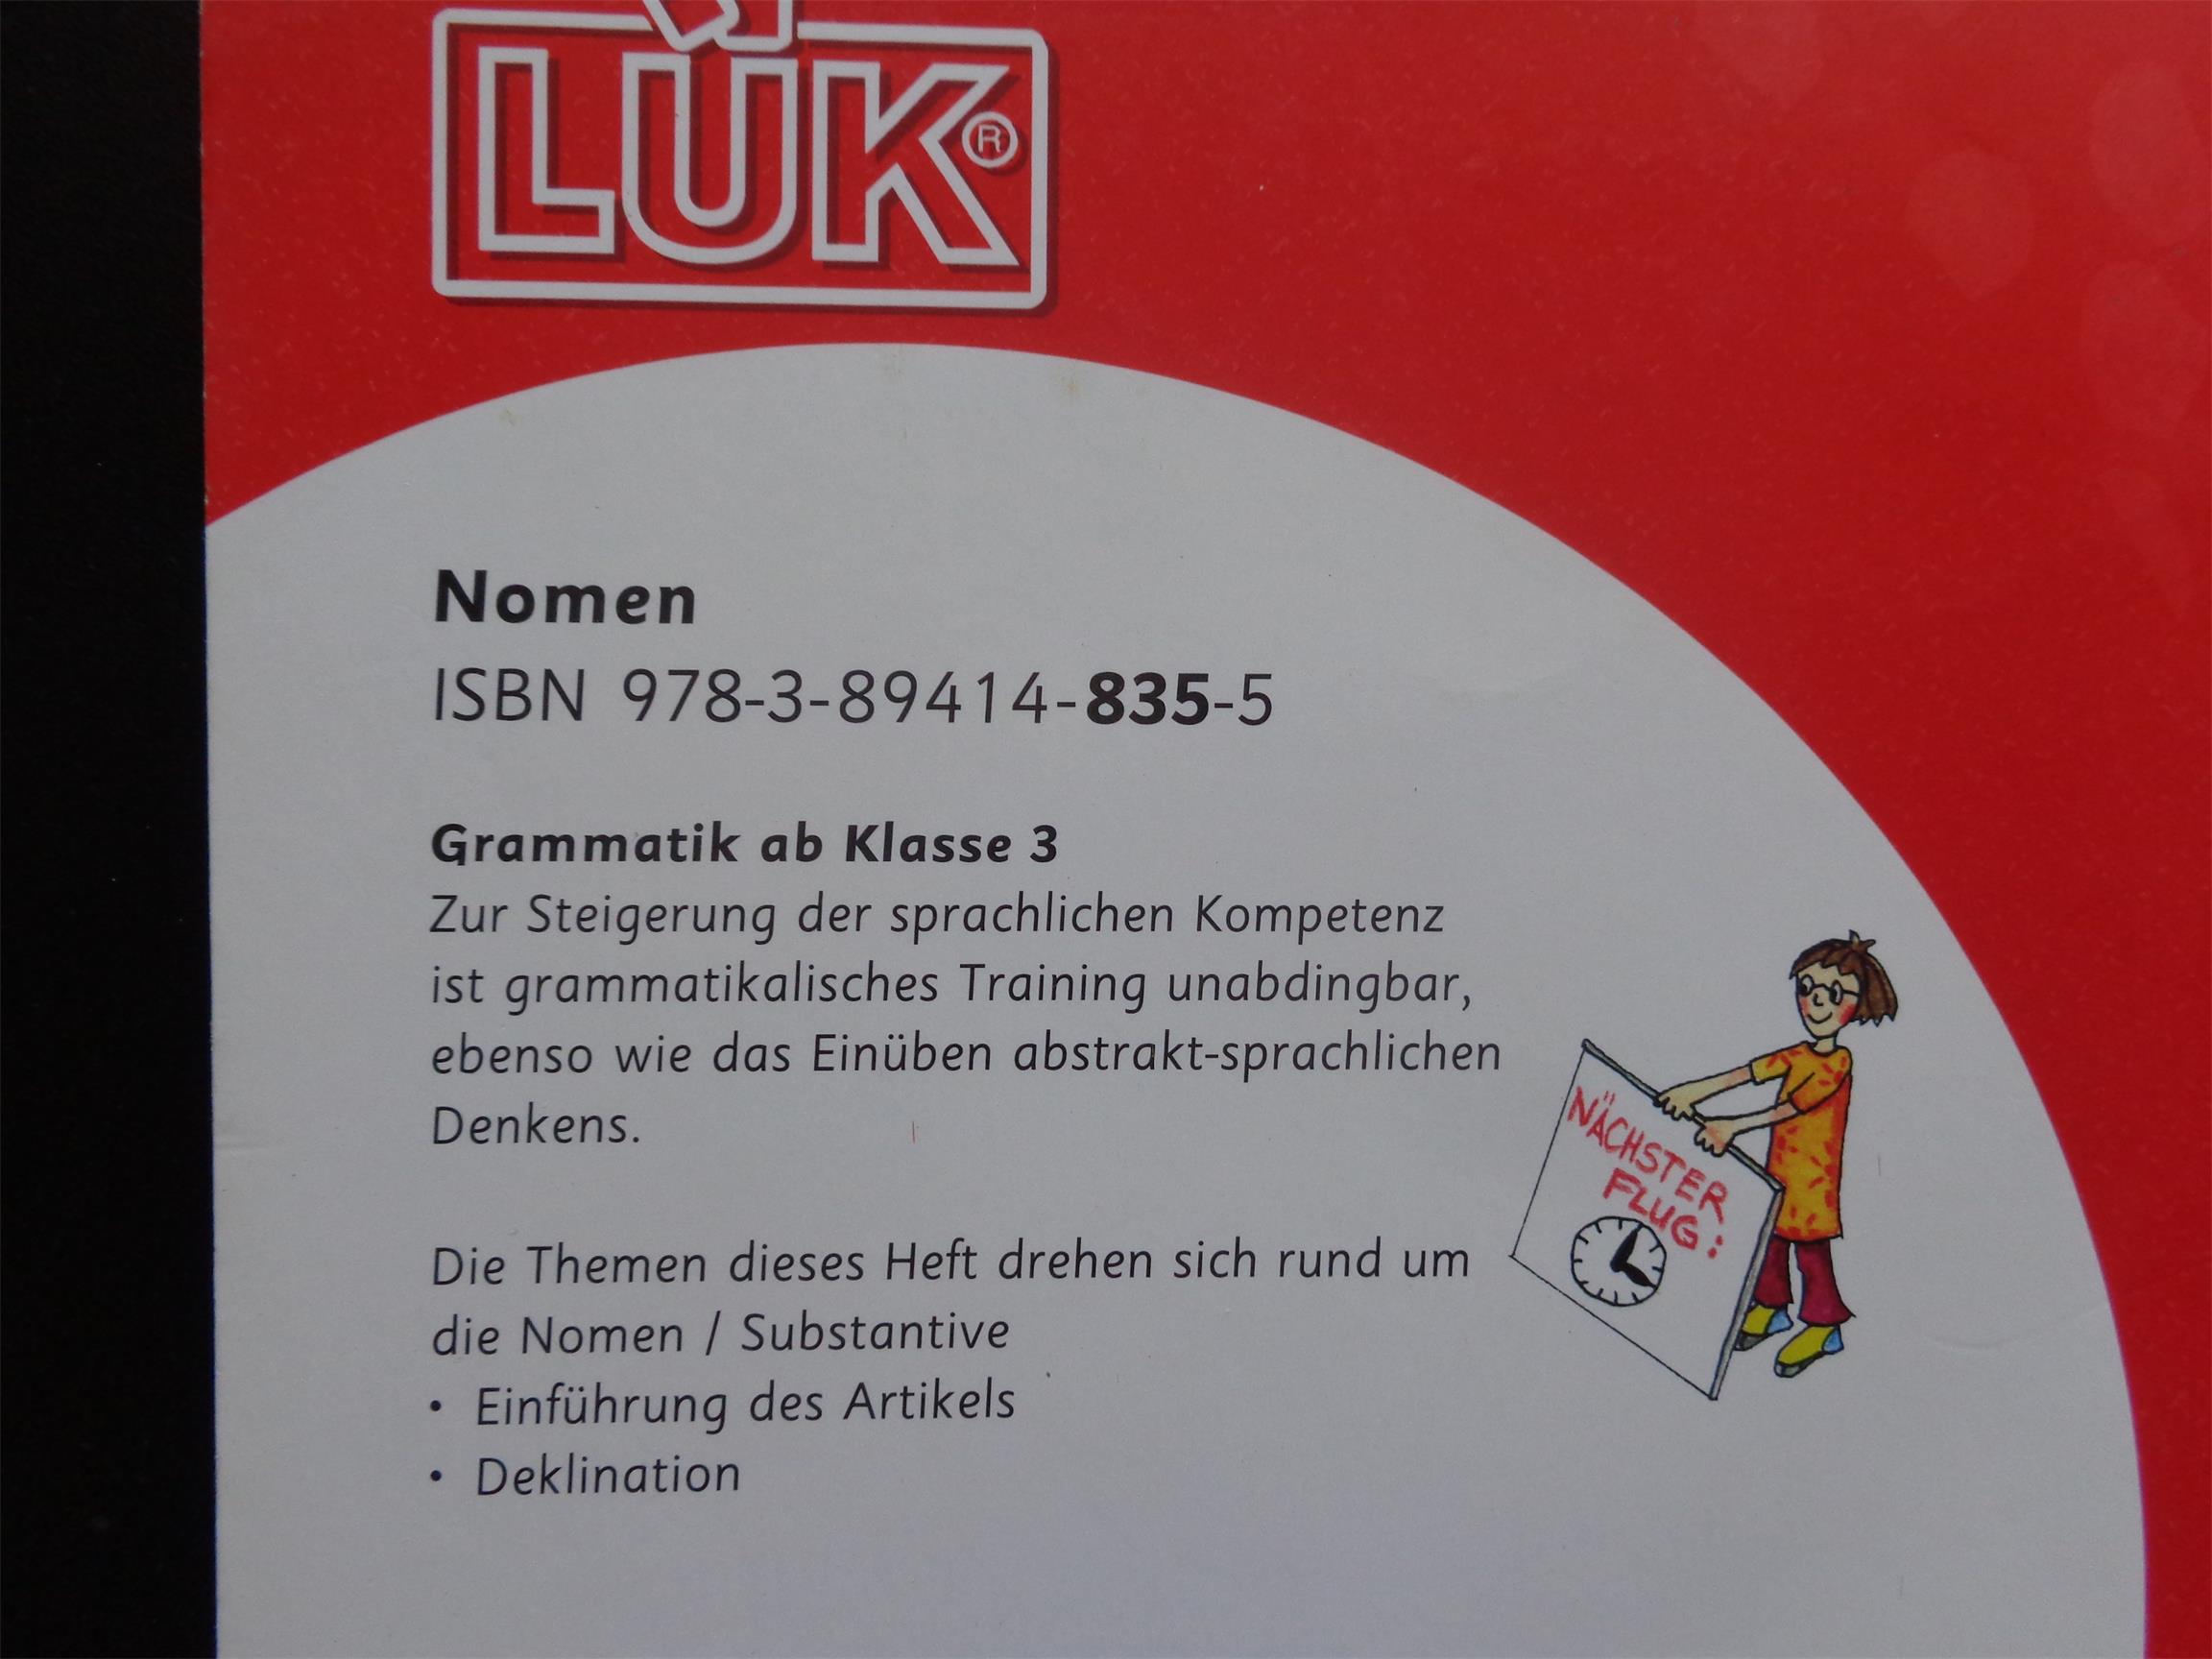 LÜK®
Nomen
ISBN 978-3-89414-835-5
Grammatik ab Klasse 3
Zur Steigerung der sprachlichen Kompetenz
ist grammatikalisches Training unabdingbar,
ebenso wie das Einüben abstrakt-sprachlichen
Denkens.
Die Themen dieses Heft drehen sich rund um
die Nomen / Substantive
• Einführung des Artikels
• Deklination
NÄCHSTER
FLUG: